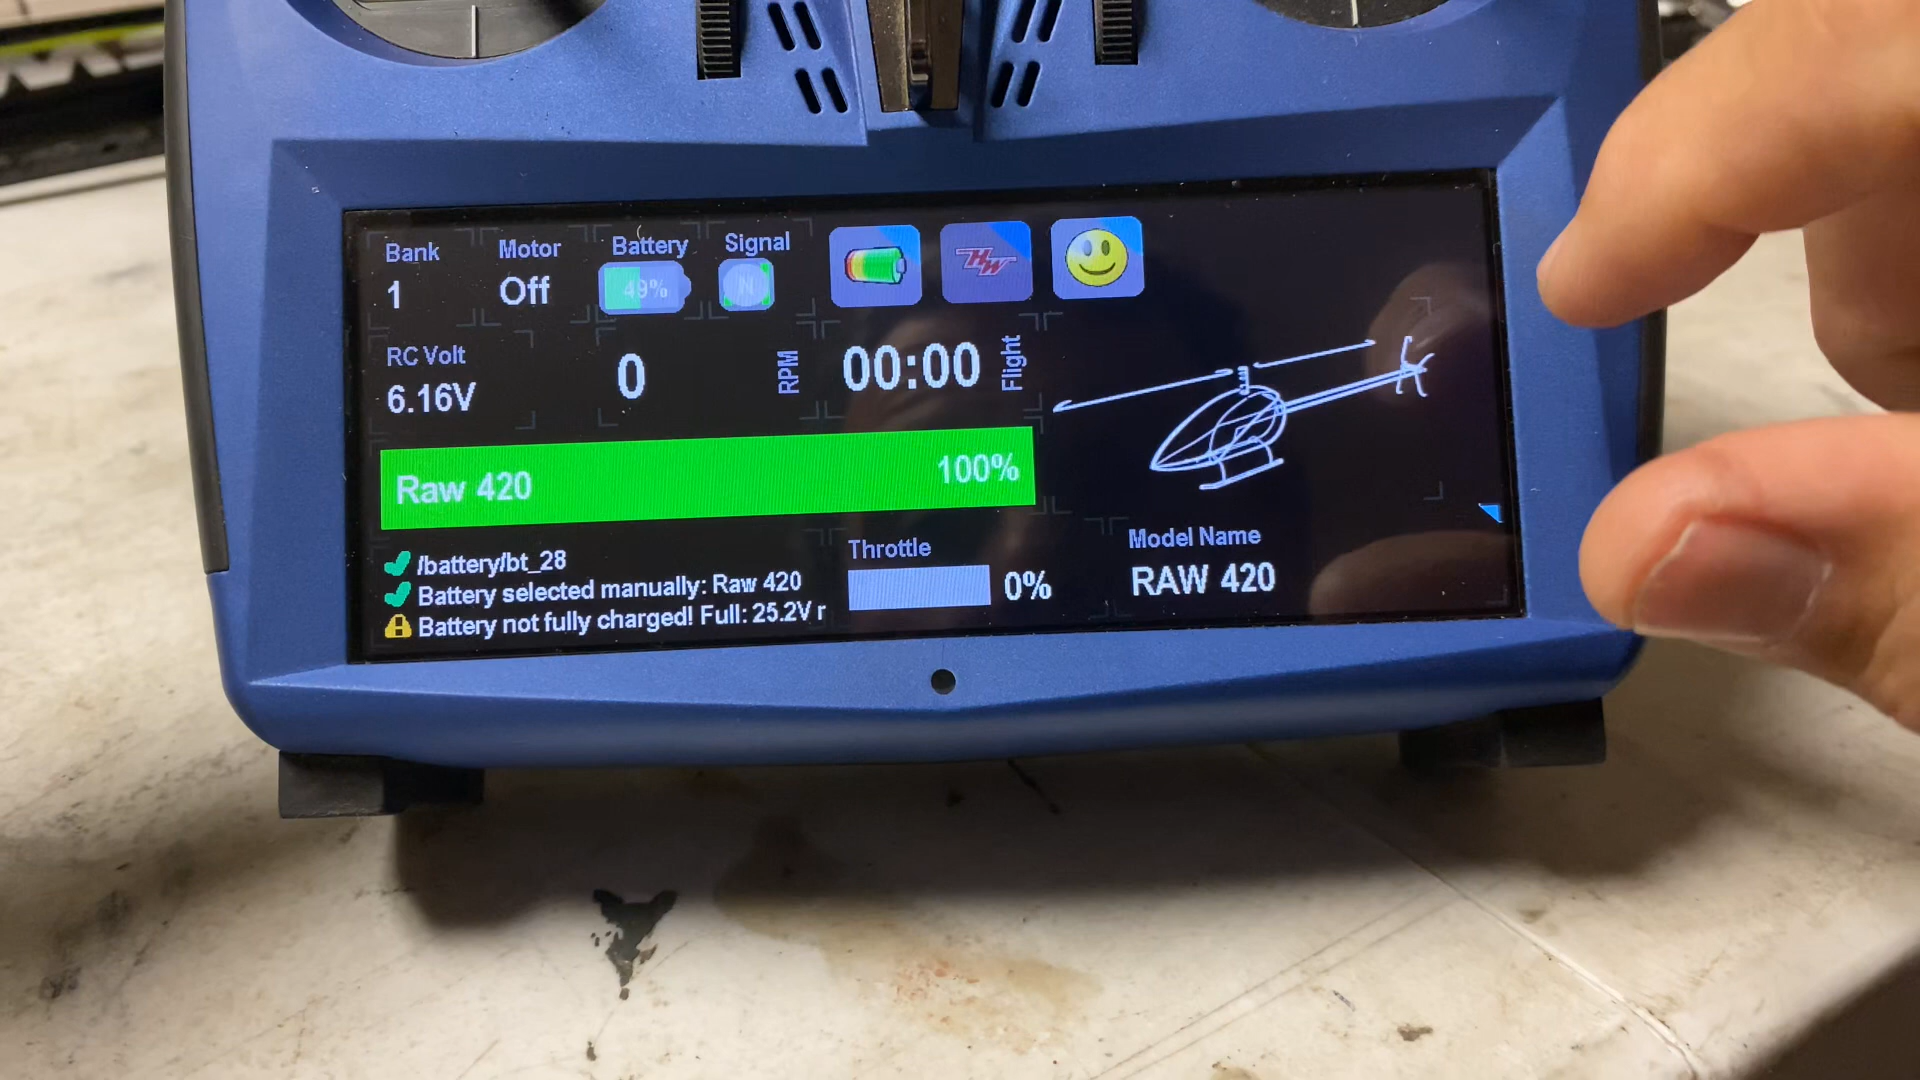 Bank
1
Motor
Off
Battery
49%
Signal
N
HW
RC Volt
6.16V
0
RPM
00:00
Flight
Raw 420
100%
/battery/bt_28
Battery selected manually: Raw 420
Battery not fully charged! Full: 25.2V r
Throttle
0%
Model Name
RAW 420